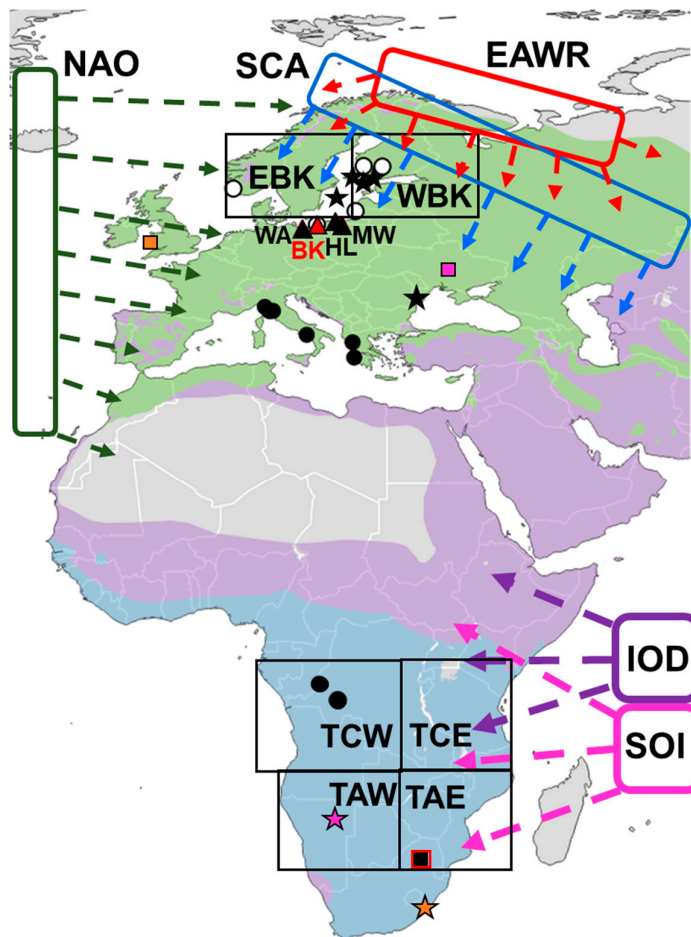 NAO
SCA
EAWR
EBK
WBK
WA
BK
HL
MW
IOD
SOI
TCW
TCE
TAW
TAE